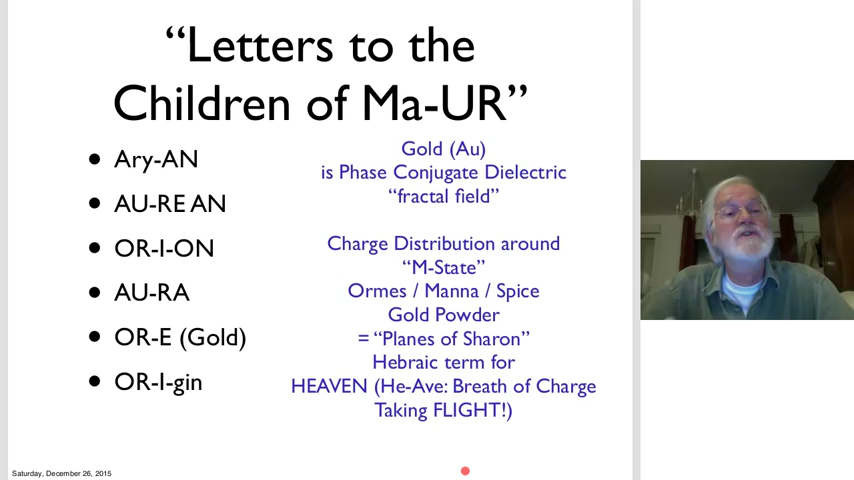 “Letters to the
Children of Ma-UR”
• Ary-AN
• AU-RE AN
• OR-I-ON
• AU-RA
• OR-E (Gold)
• OR-I-gin
Gold (Au)
is Phase Conjugate Dielectric
“fractal field”
Charge Distribution around
“M-State”
Ormes / Manna / Spice
Gold Powder
= “Planes of Sharon”
Hebraic term for
HEAVEN (He-Ave: Breath of Charge
Taking FLIGHT!)
Saturday, December 26, 2015